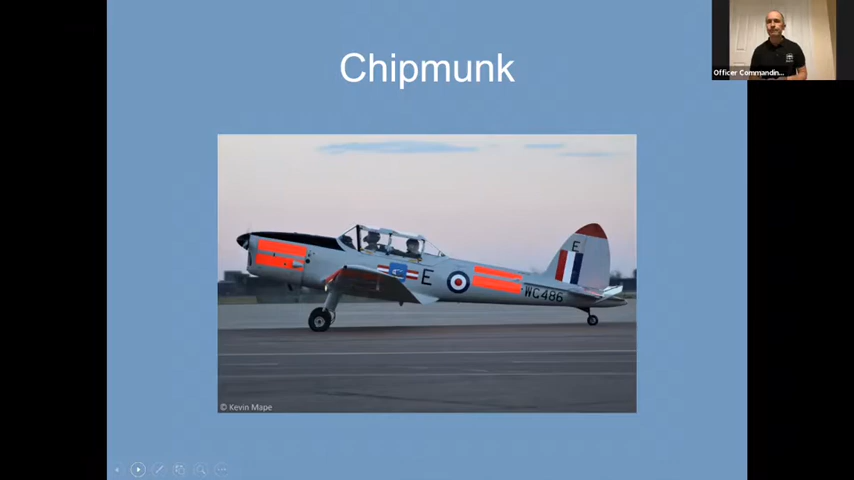 Chipmunk
Officer Commandin...
E
E
WC486
© Kevin Mape